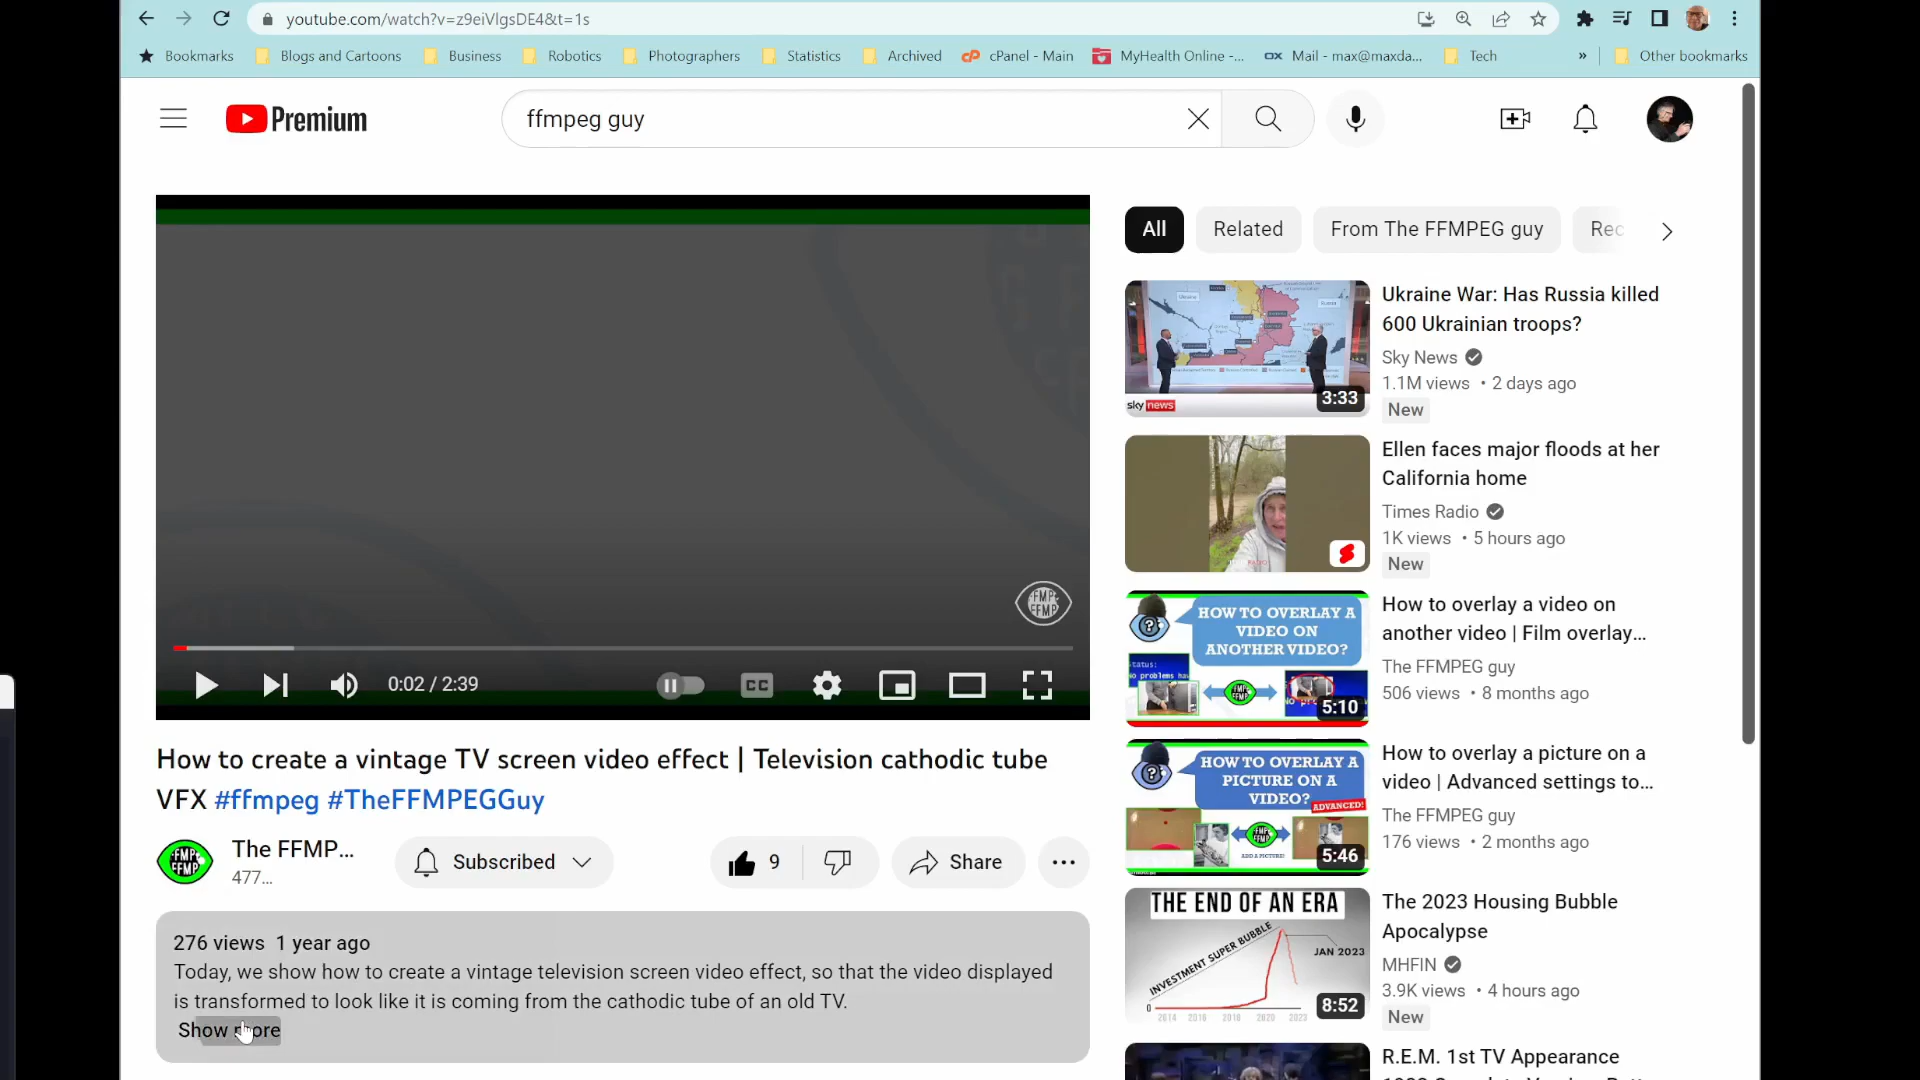 youtube.com/watch?v=z9eiVlgsDE4&t=1s
Bookmarks Blogs and Cartoons Business Robotics Photographers Statistics Archived cPanel - Main MyHealth Online -... Mail - max@maxda... Tech » Other bookmarks
Premium
ffmpeg guy
All Related From The FFMPEG guy Rec
0:02 / 2:39
CC
How to create a vintage TV screen video effect | Television cathodic tube
VFX #ffmpeg #TheFFMPEGGuy
The FFMP...
477...
Subscribed
9
Share
276 views 1 year ago
Today, we show how to create a vintage television screen video effect, so that the video displayed
is transformed to look like it is coming from the cathodic tube of an old TV.
Show more
sky news
3:33
Ukraine War: Has Russia killed
600 Ukrainian troops?
Sky News
1.1M views • 2 days ago
New
Ellen faces major floods at her
California home
Times Radio
1K views • 5 hours ago
New
HOW TO OVERLAY A
VIDEO ON
ANOTHER VIDEO?
5:10
How to overlay a video on
another video | Film overlay...
The FFMPEG guy
506 views • 8 months ago
HOW TO OVERLAY A
PICTURE ON A
VIDEO?
ADVANCED!
ADD A PICTURE!
5:46
How to overlay a picture on a
video | Advanced settings to...
The FFMPEG guy
176 views • 2 months ago
THE END OF AN ERA
INVESTMENT SUPER BUBBLE
JAN 2023
2014 2016 2018 2020 2023
8:52
The 2023 Housing Bubble
Apocalypse
MHFIN
3.9K views • 4 hours ago
New
R.E.M. 1st TV Appearance